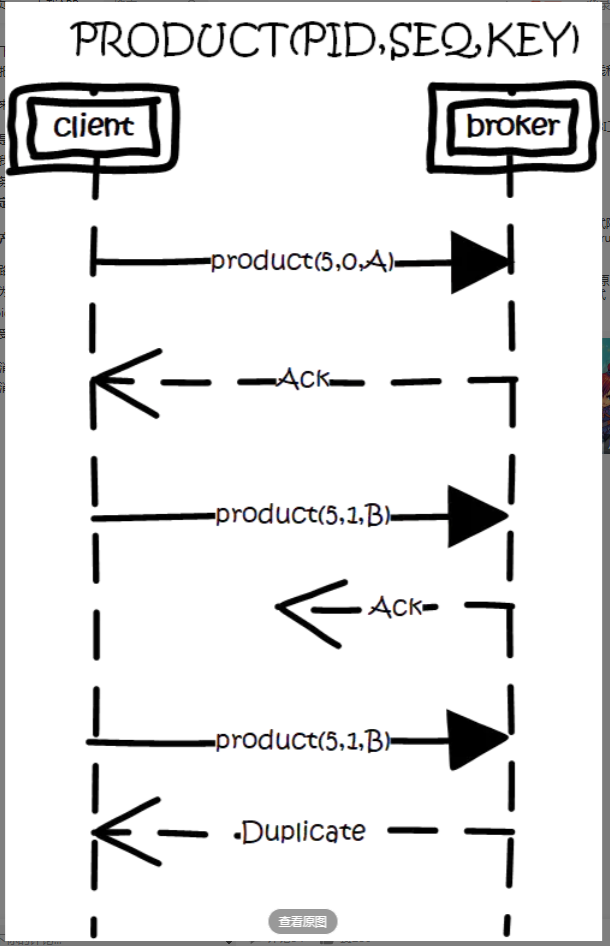 PRODUCT(PID,SEQ,KEY)
client
broker
product(5,0,A)
Ack
product(5,1,B)
Ack
product(5,1,B)
.Duplicate
查看原图